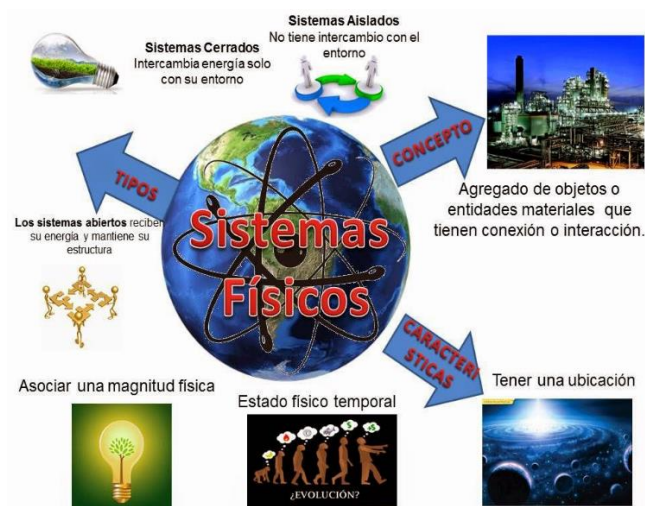 Sistemas Cerrados
Intercambia energía solo
con su entorno
Sistemas Aislados
No tiene intercambio con el
entorno
TIPOS
CONCEPTO
Agregado de objetos o
entidades materiales que
tienen conexión o interacción.
Los sistemas abiertos reciben
su energía y mantiene su
estructura
Sistemas
Físicos
CARACTERÍ
STICAS
Asociar una magnitud física
Estado físico temporal
¿EVOLUCIÓN?
Tener una ubicación